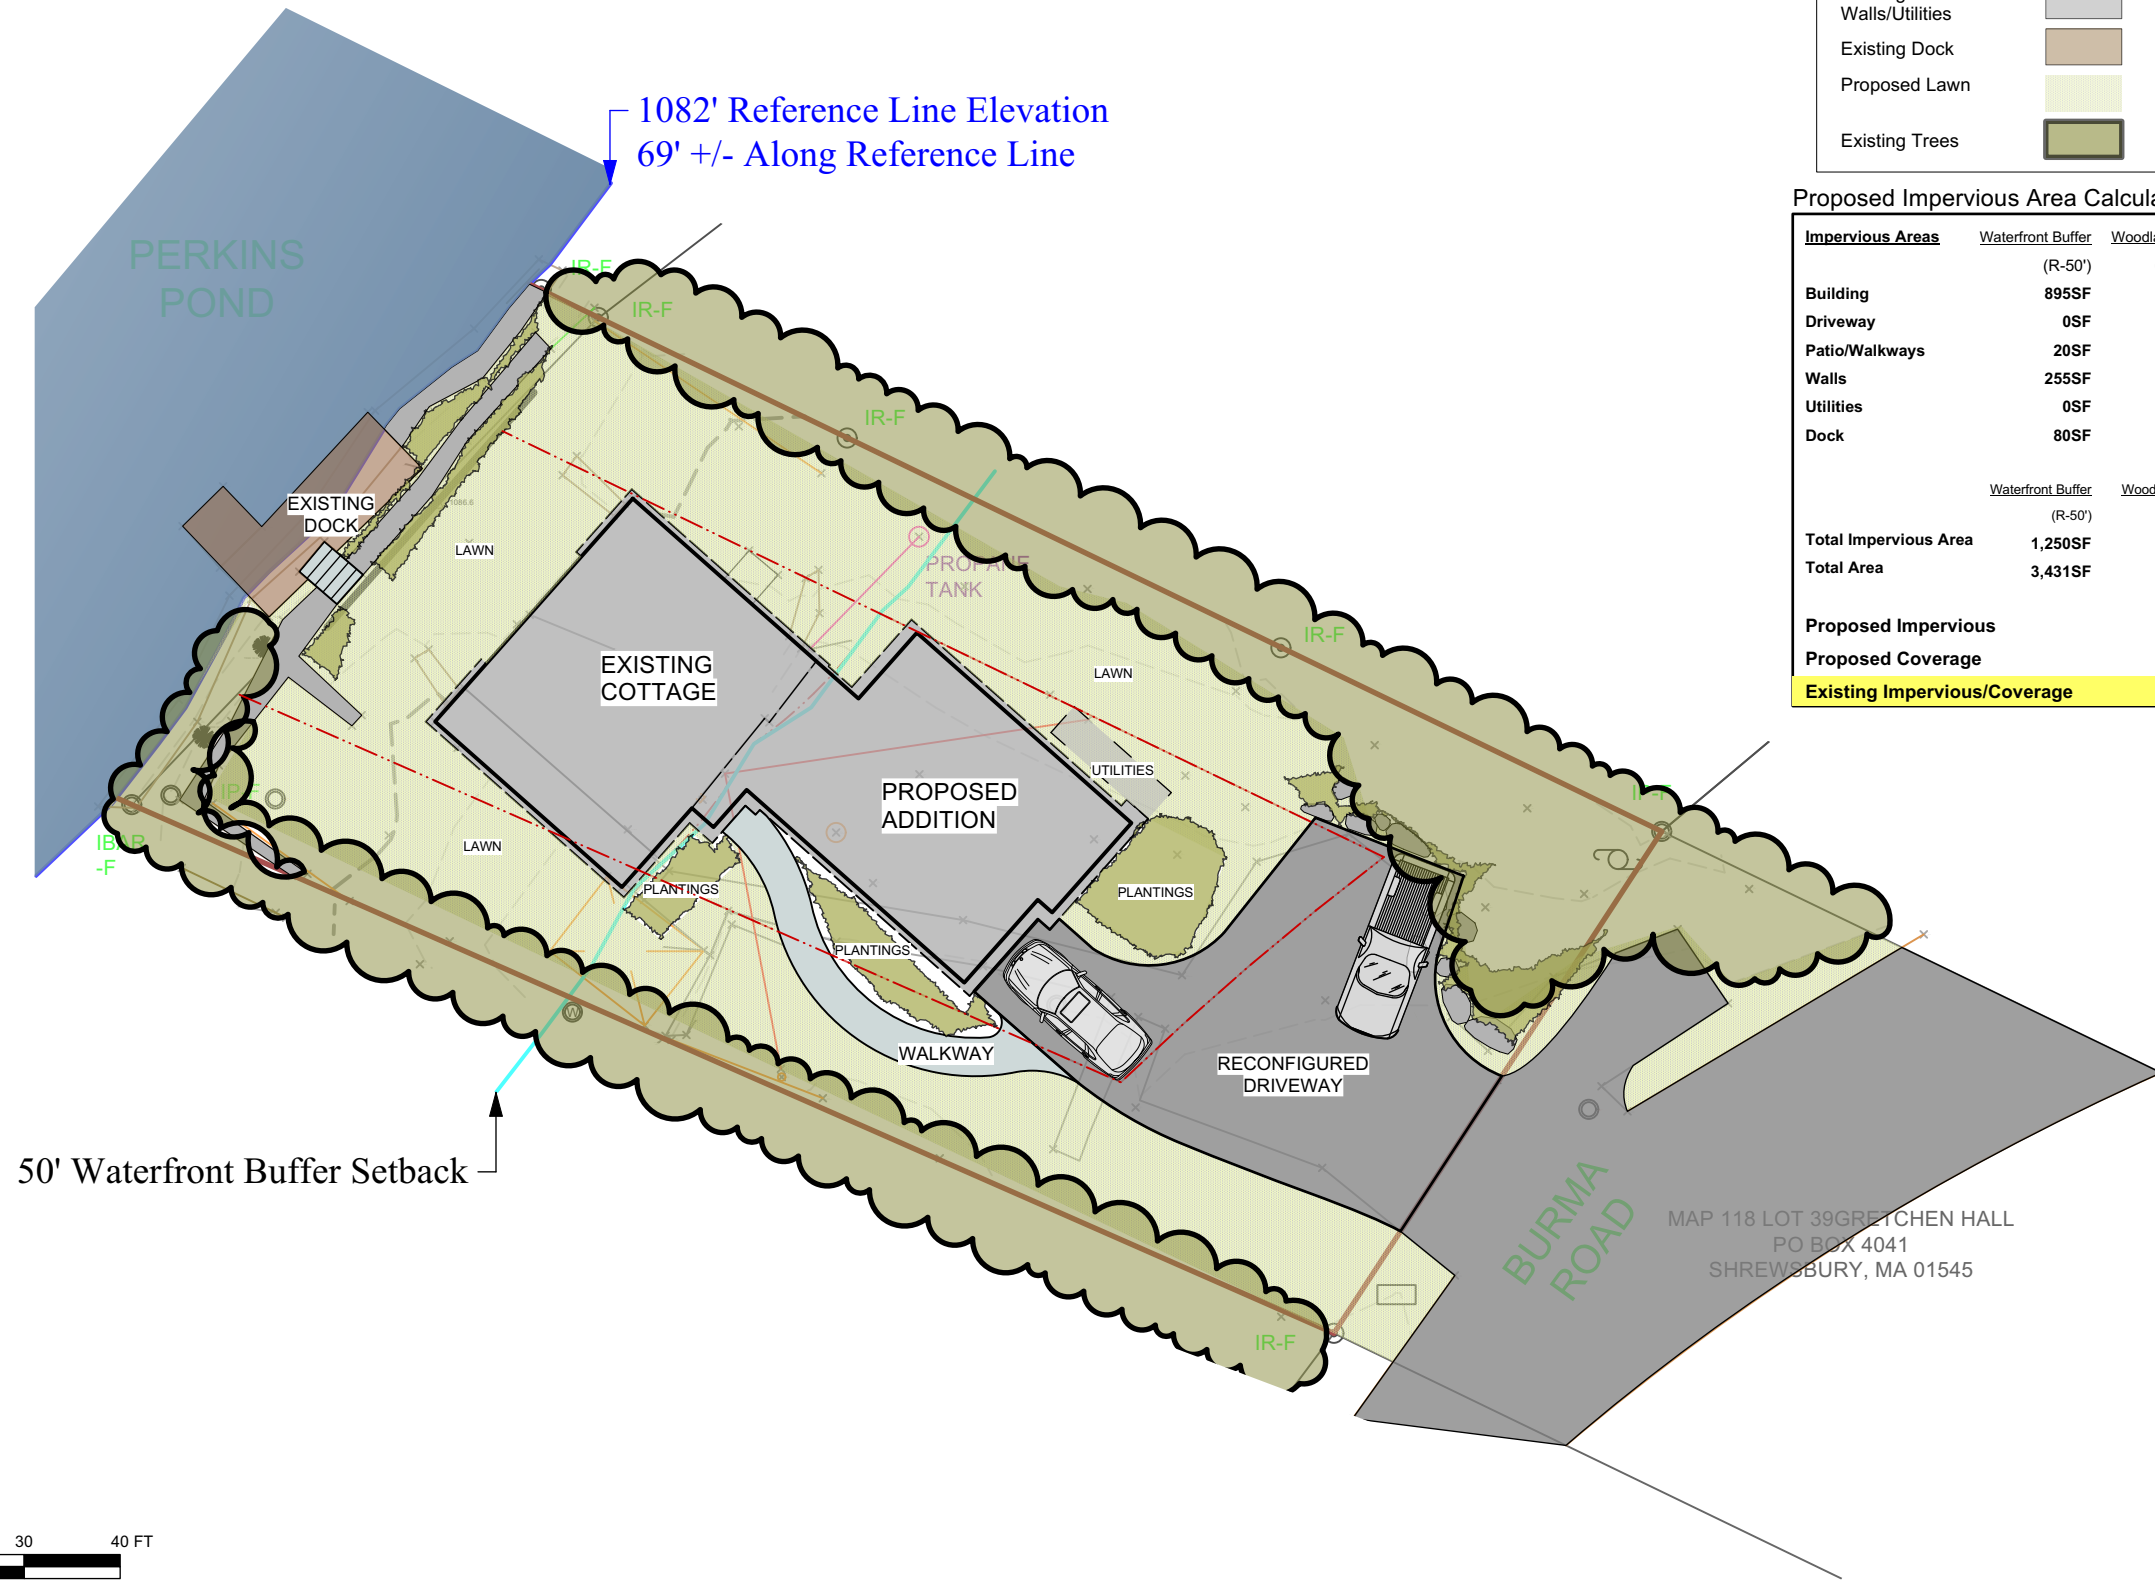 Walls/Utilities
Existing Dock
Proposed Lawn
Existing Trees
1082' Reference Line Elevation
69' +/- Along Reference Line
Proposed Impervious Area
Impervious Areas Waterfront Buffer
(R-50')
Building 895SF
Driveway 0SF
Patio/Walkways 20SF
Walls 255SF
Utilities 0SF
Dock 80SF
Waterfront Buffer
(R-50')
Total Impervious Area 1,250SF
Total Area 3,431SF
Proposed Impervious
Proposed Coverage
Existing Impervious/Coverage
PERKINS
POND
IR-F
IR-F
IR-F
EXISTING
DOCK
1086.6
LAWN
PROPANE
TANK
IR-F
EXISTING
COTTAGE
LAWN
UTILITIES
PROPOSED
ADDITION
IBAR
-F
LAWN
PLANTINGS
PLANTINGS
PLANTINGS
W
WALKWAY
RECONFIGURED
DRIVEWAY
50' Waterfront Buffer Setback
BURMA
ROAD
MAP 118 LOT 39GRETCHEN HALL
PO BOX 4041
SHREWSBURY, MA 01545
IR-F
30 40 FT